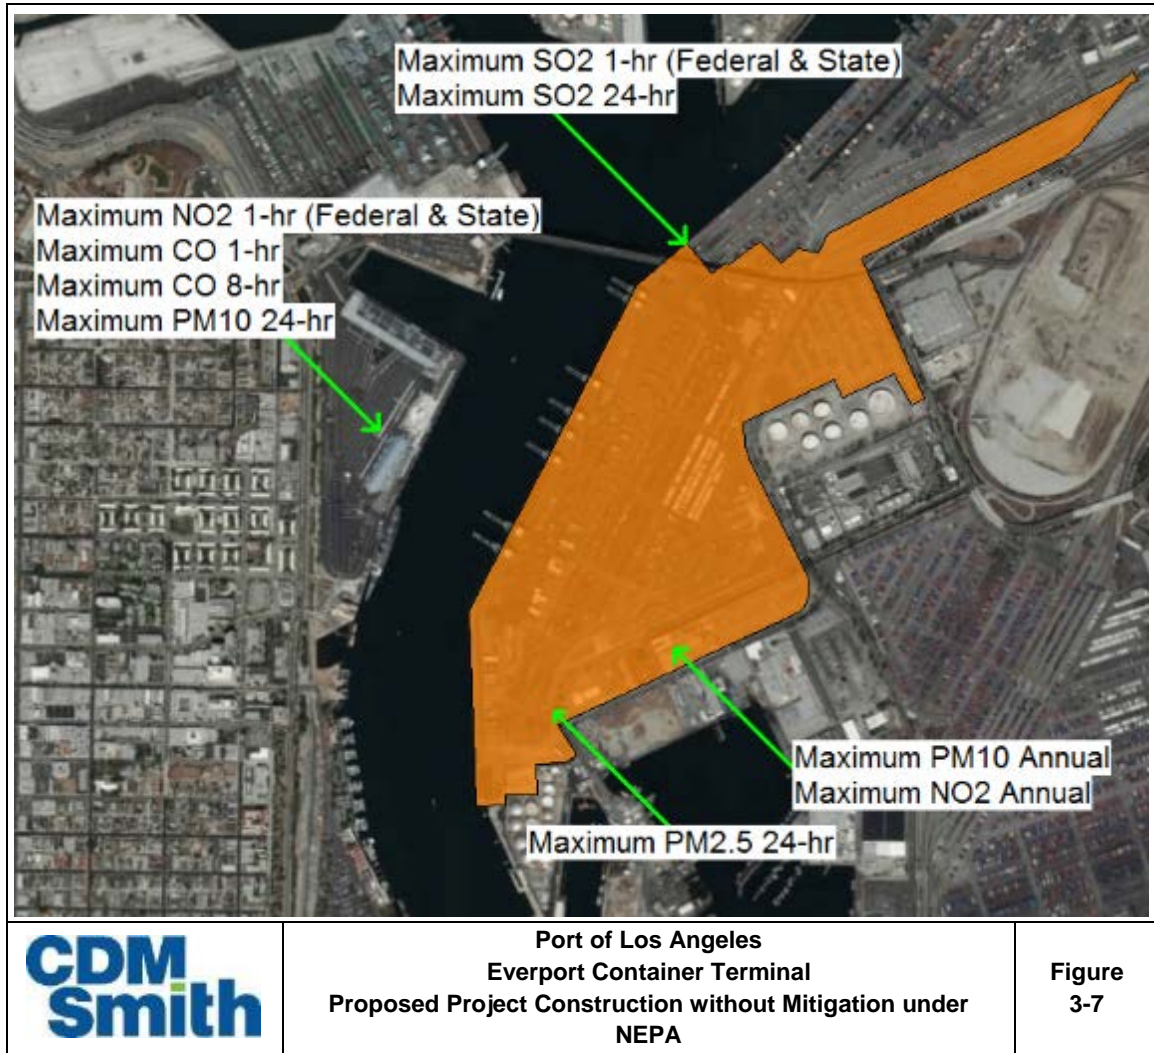 Maximum SO2 1-hr (Federal & State)
Maximum SO2 24-hr
Maximum NO2 1-hr (Federal & State)
Maximum CO 1-hr
Maximum CO 8-hr
Maximum PM10 24-hr
Maximum PM10 Annual
Maximum NO2 Annual
Maximum PM2.5 24-hr
CDM
Smith
Port of Los Angeles
Everport Container Terminal
Proposed Project Construction without Mitigation under
NEPA
Figure
3-7